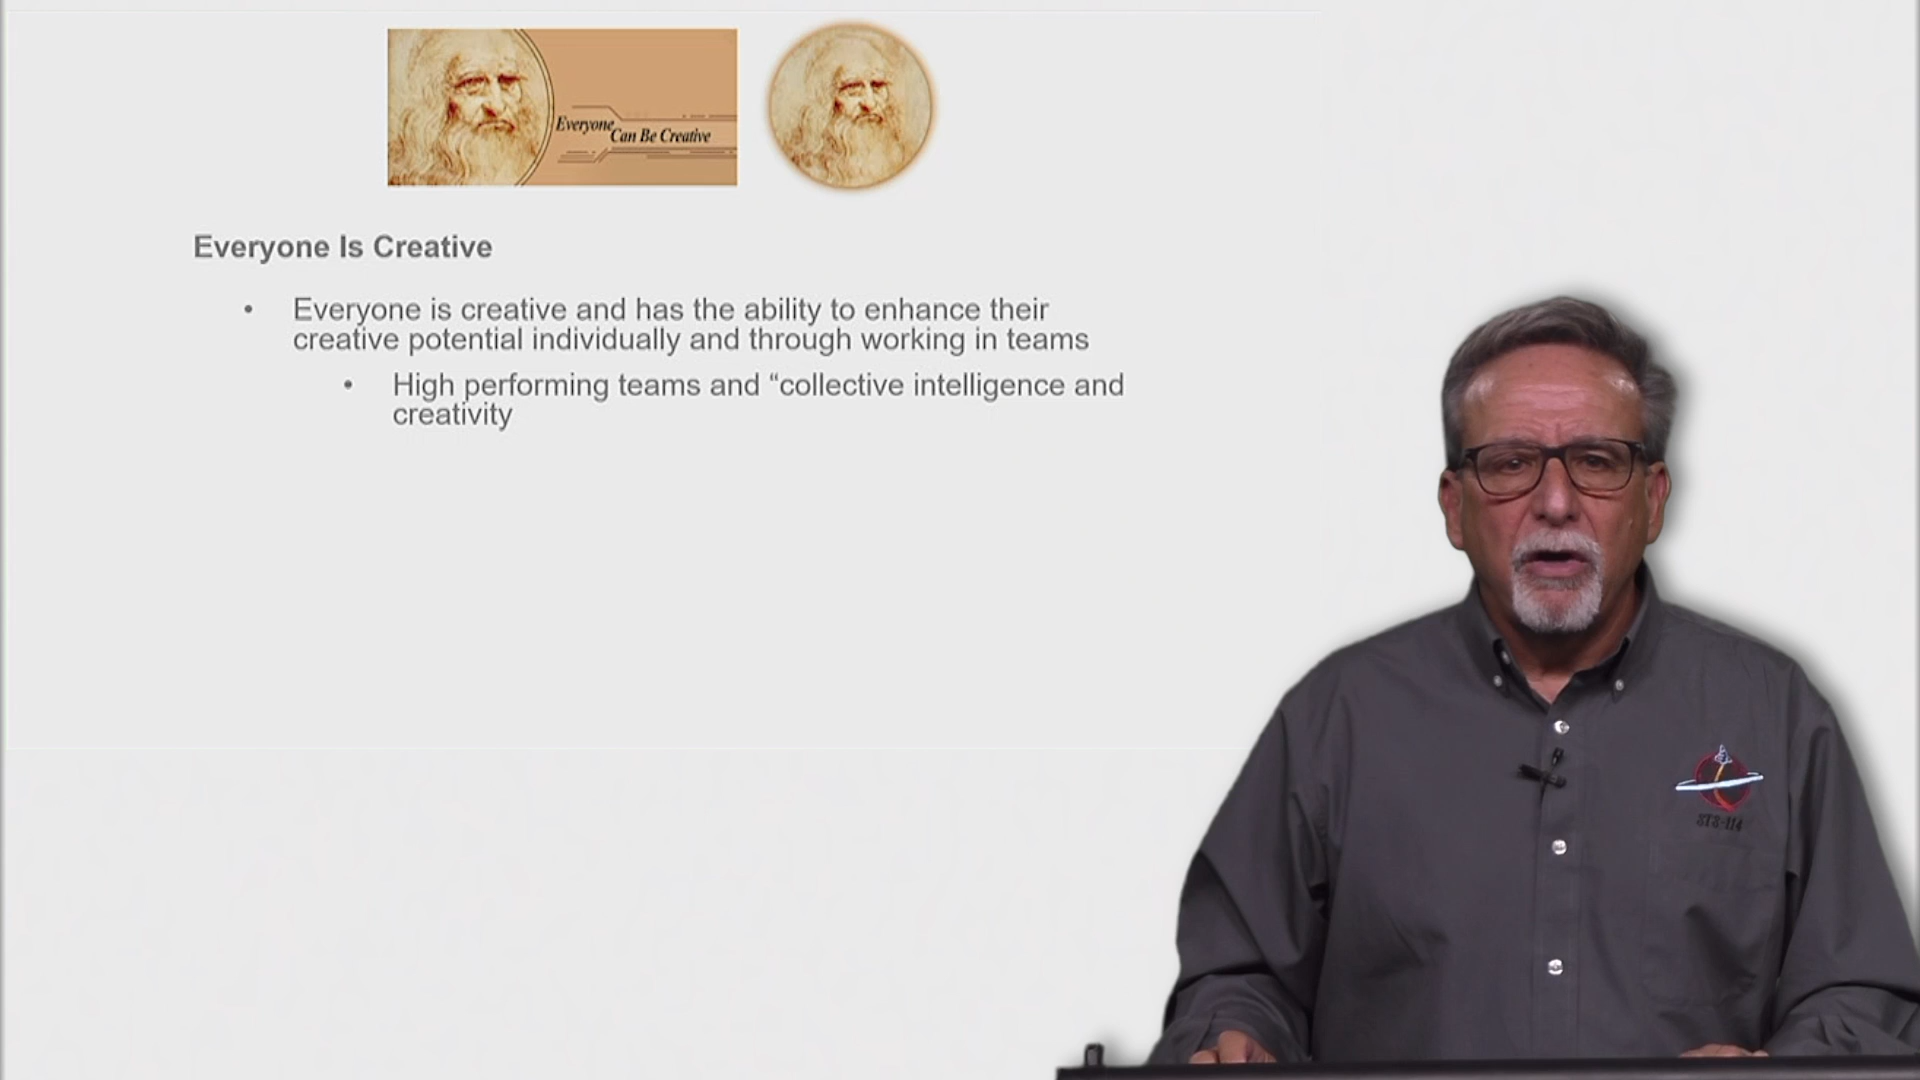 Everyone
Can Be Creative
Everyone Is Creative
• Everyone is creative and has the ability to enhance their
creative potential individually and through working in teams
• High performing teams and “collective intelligence and
creativity
STS-114